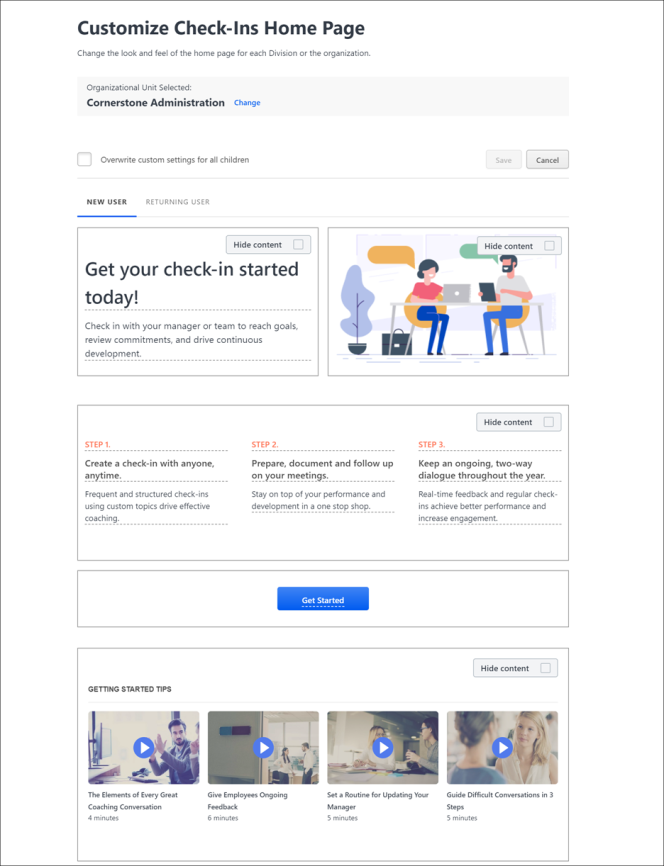 Customize Check-Ins Home Page
Change the look and feel of the home page for each Division or the organization.
Organizational Unit Selected:
Cornerstone Administration Change
Overwrite custom settings for all children
Save Cancel
NEW USER RETURNING USER
Hide content
Get your check-in started
today!
Check in with your manager or team to reach goals,
review commitments, and drive continuous
development.
Hide content
Hide content
STEP 1.
Create a check-in with anyone,
anytime.
Frequent and structured check-ins
using custom topics drive effective
coaching.
STEP 2.
Prepare, document and follow up
on your meetings.
Stay on top of your performance and
development in a one stop shop.
STEP 3.
Keep an ongoing, two-way
dialogue throughout the year.
Real-time feedback and regular check-
ins achieve better performance and
increase engagement.
Get Started
Hide content
GETTING STARTED TIPS
The Elements of Every Great
Coaching Conversation
4 minutes
Give Employees Ongoing
Feedback
6 minutes
Set a Routine for Updating Your
Manager
5 minutes
Guide Difficult Conversations in 3
Steps
5 minutes